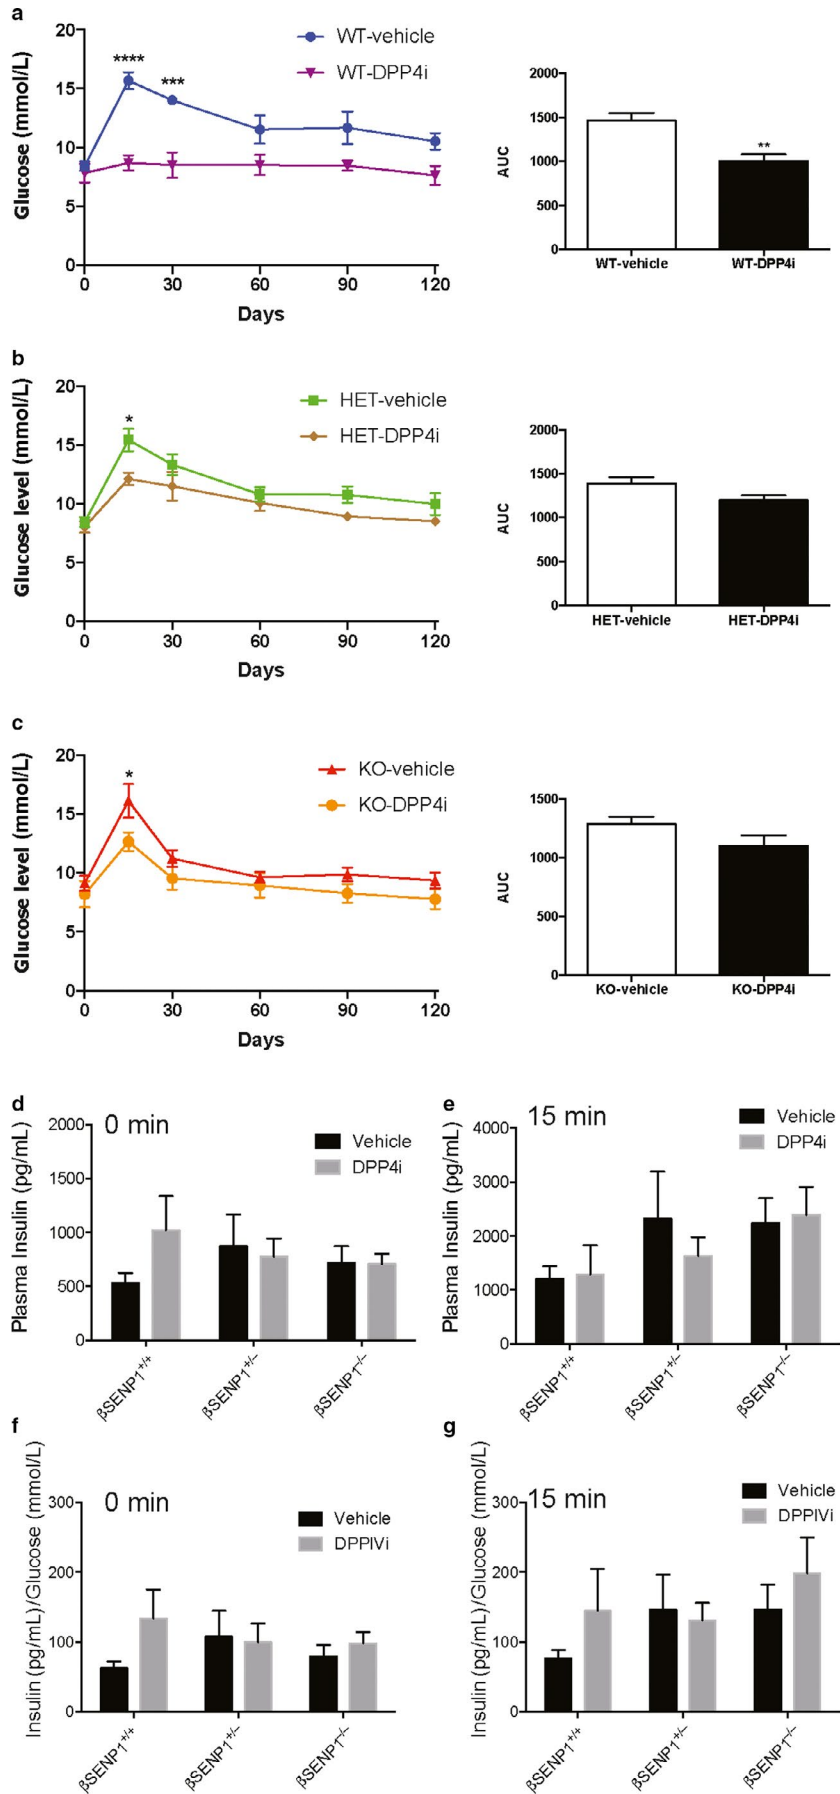 a
Glucose (mmol/L)
20
15
10
5
0
****
***
WT-vehicle
WT-DPP4i
0 30 60 90 120
Days
AUC
2000
1500
1000
500
0
**
WT-vehicle WT-DPP4i
b
Glucose level (mmol/L)
20
15
10
5
0
*
HET-vehicle
HET-DPP4i
0 30 60 90 120
Days
AUC
2000
1500
1000
500
0
HET-vehicle HET-DPP4i
c
Glucose level (mmol/L)
20
15
10
5
0
*
KO-vehicle
KO-DPP4i
0 30 60 90 120
Days
AUC
1500
1000
500
0
KO-vehicle KO-DPP4i
d
Plasma Insulin (pg/mL)
2000
1500
1000
500
0
0 min
Vehicle
DPP4i
βSENP1+/+ βSENP1+/– βSENP1–/–
e
Plasma Insulin (pg/mL)
4000
3000
2000
1000
0
15 min
Vehicle
DPP4i
βSENP1+/+ βSENP1+/– βSENP1–/–
f
Insulin (pg/mL)/Glucose (mmol/L)
300
200
100
0
0 min
Vehicle
DPPIVi
βSENP1+/+ βSENP1+/– βSENP1–/–
g
Insulin (pg/mL)/Glucose (mmol/L)
300
200
100
0
15 min
Vehicle
DPPIVi
βSENP1+/+ βSENP1+/– βSENP1–/–